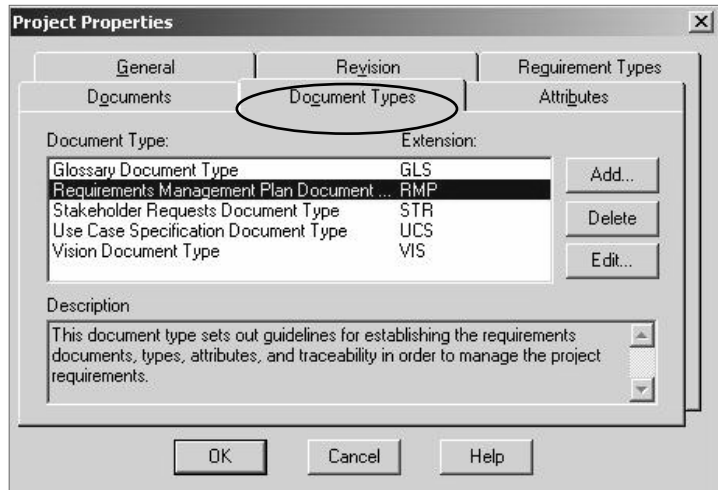 Project Properties
General Revision Requirement Types
Documents Document Types Attributes
Document Type: Extension:
Glossary Document Type GLS
Requirements Management Plan Document ... RMP
Stakeholder Requests Document Type STR
Use Case Specification Document Type UCS
Vision Document Type VIS
Add...
Delete
Edit...
Description
This document type sets out guidelines for establishing the requirements
documents, types, attributes, and traceability in order to manage the project
requirements.
OK Cancel Help